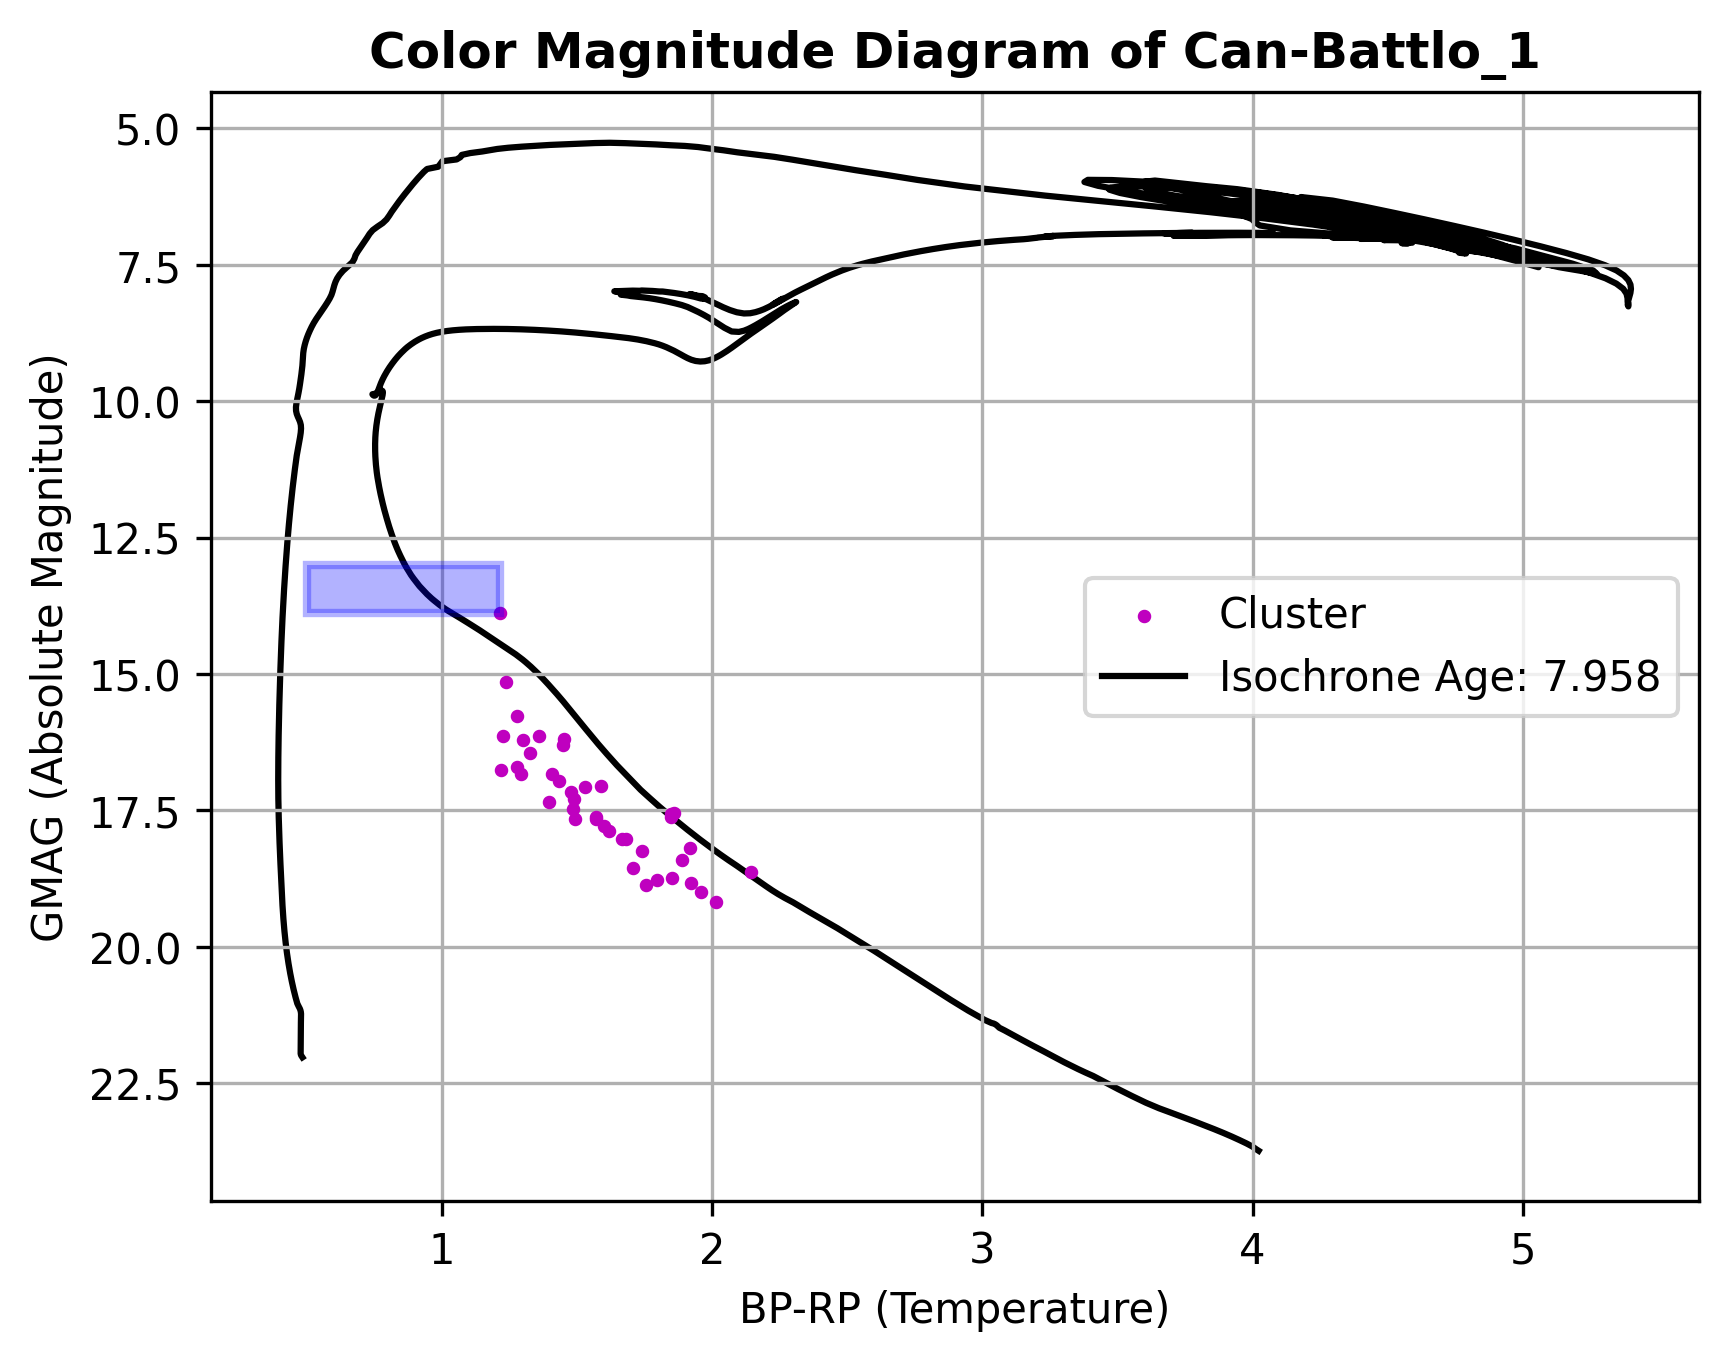 Color Magnitude Diagram of Can-Battlo_1
GMAG (Absolute Magnitude)
5.0
7.5
10.0
12.5
15.0
17.5
20.0
22.5
Cluster
Isochrone Age: 7.958
1 2 3 4 5
BP-RP (Temperature)